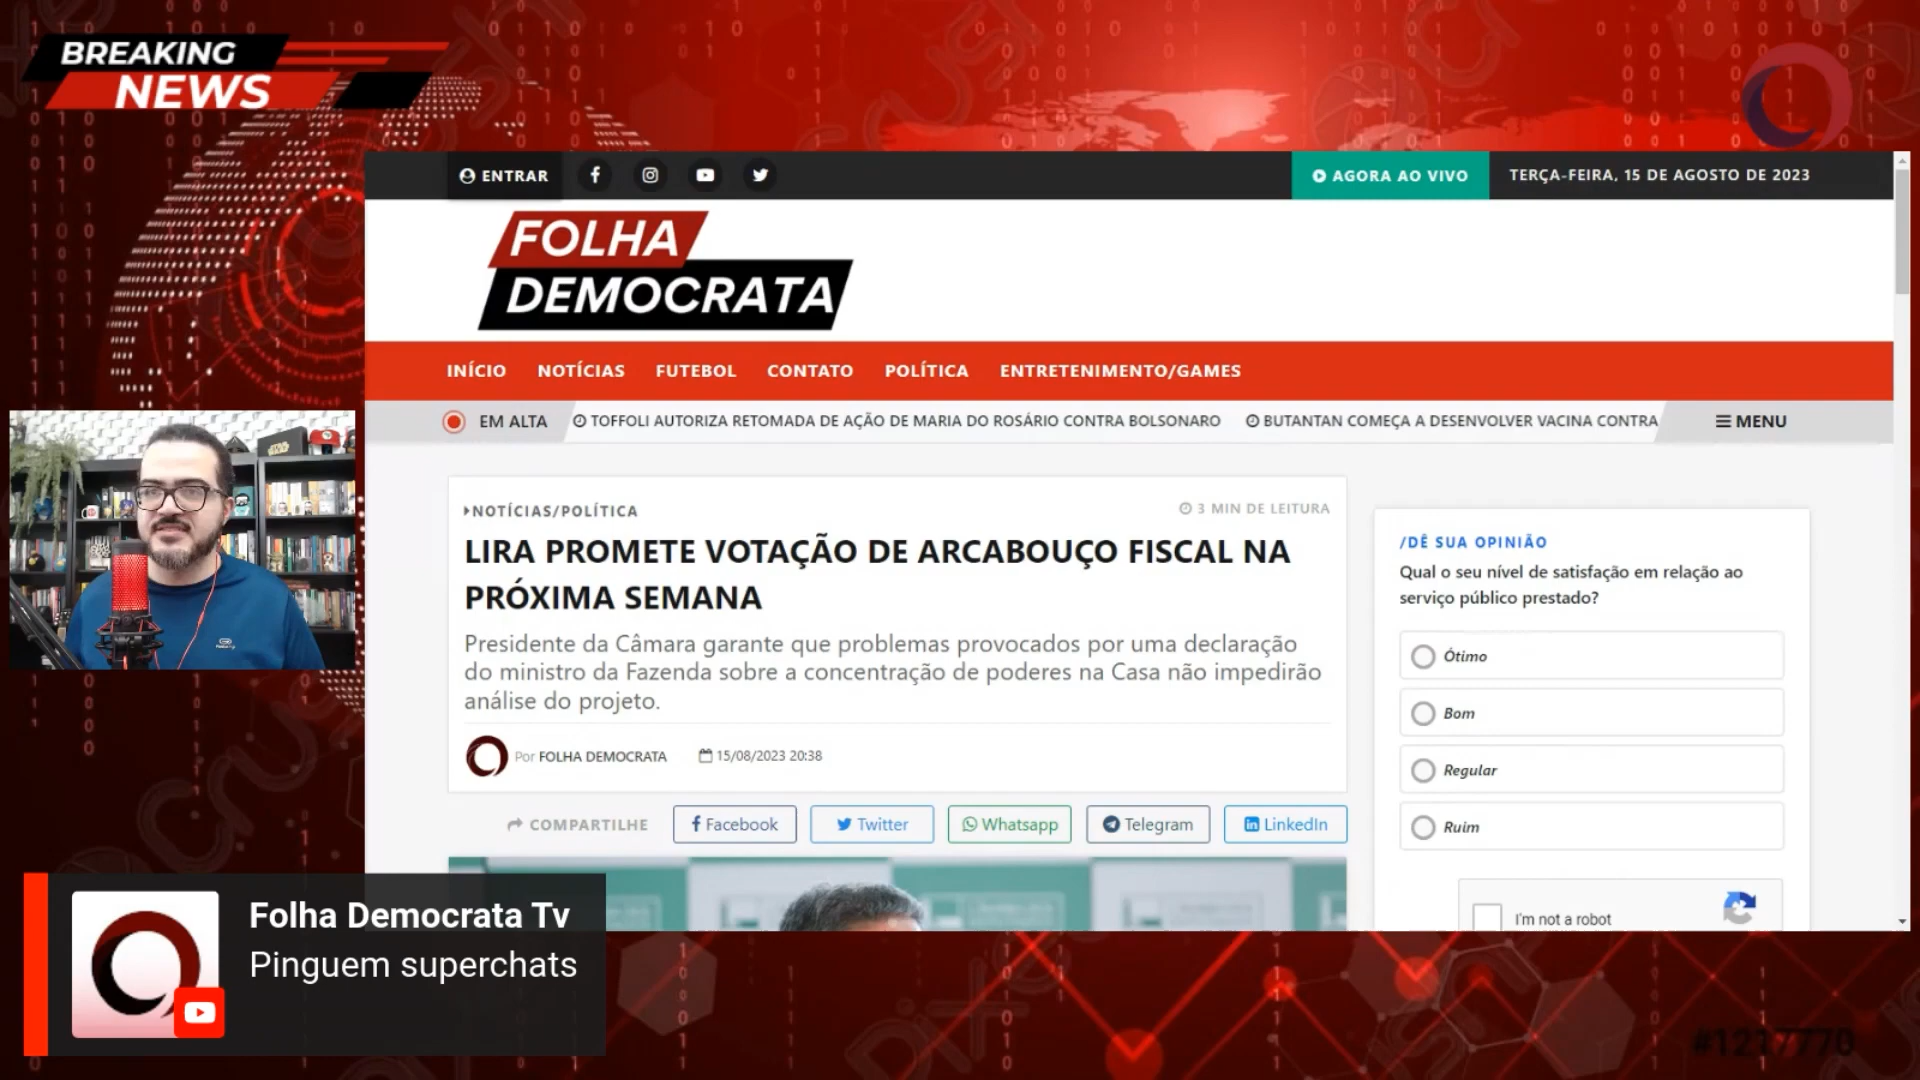 BREAKING
NEWS
ENTRAR
AGORA AO VIVO
TERÇA-FEIRA, 15 DE AGOSTO DE 2023
FOLHA
DEMOCRATA
INÍCIO NOTÍCIAS FUTEBOL CONTATO POLÍTICA ENTRETENIMENTO/GAMES
EM ALTA TOFFOLI AUTORIZA RETOMADA DE AÇÃO DE MARIA DO ROSÁRIO CONTRA BOLSONARO BUTANTAN COMEÇA A DESENVOLVER VACINA CONTRA MENU
NOTÍCIAS/POLÍTICA
3 MIN DE LEITURA
LIRA PROMETE VOTAÇÃO DE ARCABOUÇO FISCAL NA
PRÓXIMA SEMANA
Presidente da Câmara garante que problemas provocados por uma declaração
do ministro da Fazenda sobre a concentração de poderes na Casa não impedirão
análise do projeto.
Por FOLHA DEMOCRATA 15/08/2023 20:38
COMPARTILHE Facebook Twitter Whatsapp Telegram LinkedIn
/DÊ SUA OPINIÃO
Qual o seu nível de satisfação em relação ao
serviço público prestado?
Ótimo
Bom
Regular
Ruim
I'm not a robot
Folha Democrata Tv
Pinguem superchats
#1217770